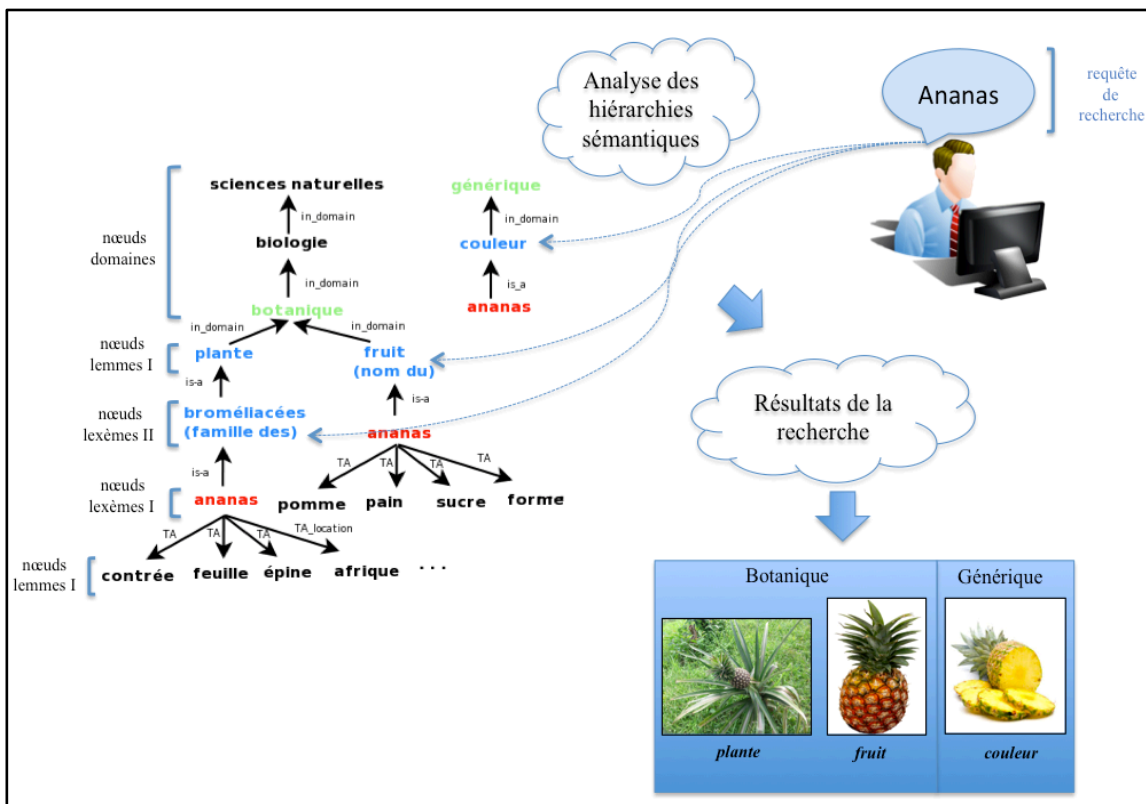 Analyse des
hiérarchies
sémantiques
Ananas
requête
de
recherche
sciences naturelles
générique
in_domain
in_domain
nœuds
domaines
biologie
couleur
in_domain
is_a
botanique
ananas
in_domain
in_domain
nœuds
lemmes I
plante
fruit
(nom du)
is-a
is-a
nœuds
lexèmes II
broméliacées
(famille des)
ananas
is-a
TA
TA
TA
TA
nœuds
lexèmes I
ananas
pomme
pain
sucre
forme
TA
TA
TA
TA_location
nœuds
lemmes I
contrée
feuille
épine
afrique
...
Résultats de la
recherche
Botanique
Générique
plante
fruit
couleur